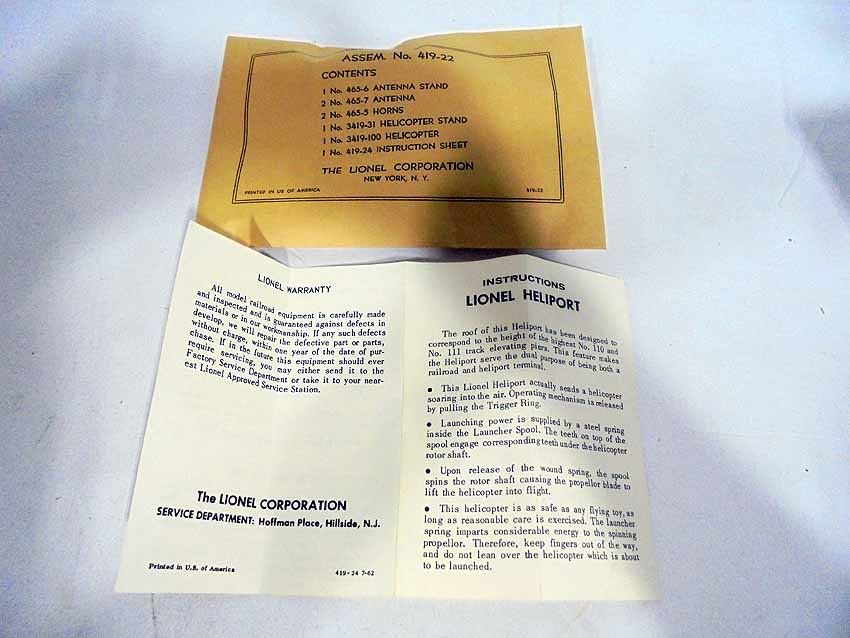 ASSEM. No. 419-22
CONTENTS
1 No. 465-6 ANTENNA STAND
2 No. 465-7 ANTENNA
2 No. 465-5 HORNS
1 No. 3419-31 HELICOPTER STAND
1 No. 3419-100 HELICOPTER
1 No. 419-24 INSTRUCTION SHEET
THE LIONEL CORPORATION
NEW YORK, N. Y.
PRINTED IN US OF AMERICA
419-23
LIONEL WARRANTY
All model railroad equipment is carefully made
and inspected and is guaranteed against defects in
materials or in our workmanship. If any such defects
develop, we will repair the defective part or parts,
without charge, within one year of the date of pur-
chase. If in the future this equipment should ever
require servicing, you may either send it to the
Factory Service Department or take it to your near-
est Lionel Approved Service Station.
The LIONEL CORPORATION
SERVICE DEPARTMENT: Hoffman Place, Hillside, N.J.
Printed in U.S. of America
419-24 7-62
INSTRUCTIONS
LIONEL HELIPORT
The roof of this Heliport has been designed to
correspond to the height of the highest No. 110 and
No. 111 track elevating piers. This feature makes
the Heliport serve the dual purpose of being both a
railroad and heliport terminal.
• This Lionel Heliport actually sends a helicopter
soaring into the air. Operating mechanism is released
by pulling the Trigger Ring.
• Launching power is supplied by a steel spring
inside the Launcher Spool. The teeth on top of the
spool engage corresponding teeth under the helicopter
rotor shaft.
• Upon release of the wound spring, the spool
spins the rotor shaft causing the propellor blade to
lift the helicopter into flight.
• This helicopter is as safe as any flying toy, as
long as reasonable care is exercised. The launcher
spring imparts considerable energy to the spinning
propellor. Therefore, keep fingers out of the way,
and do not lean over the helicopter which is about
to be launched.